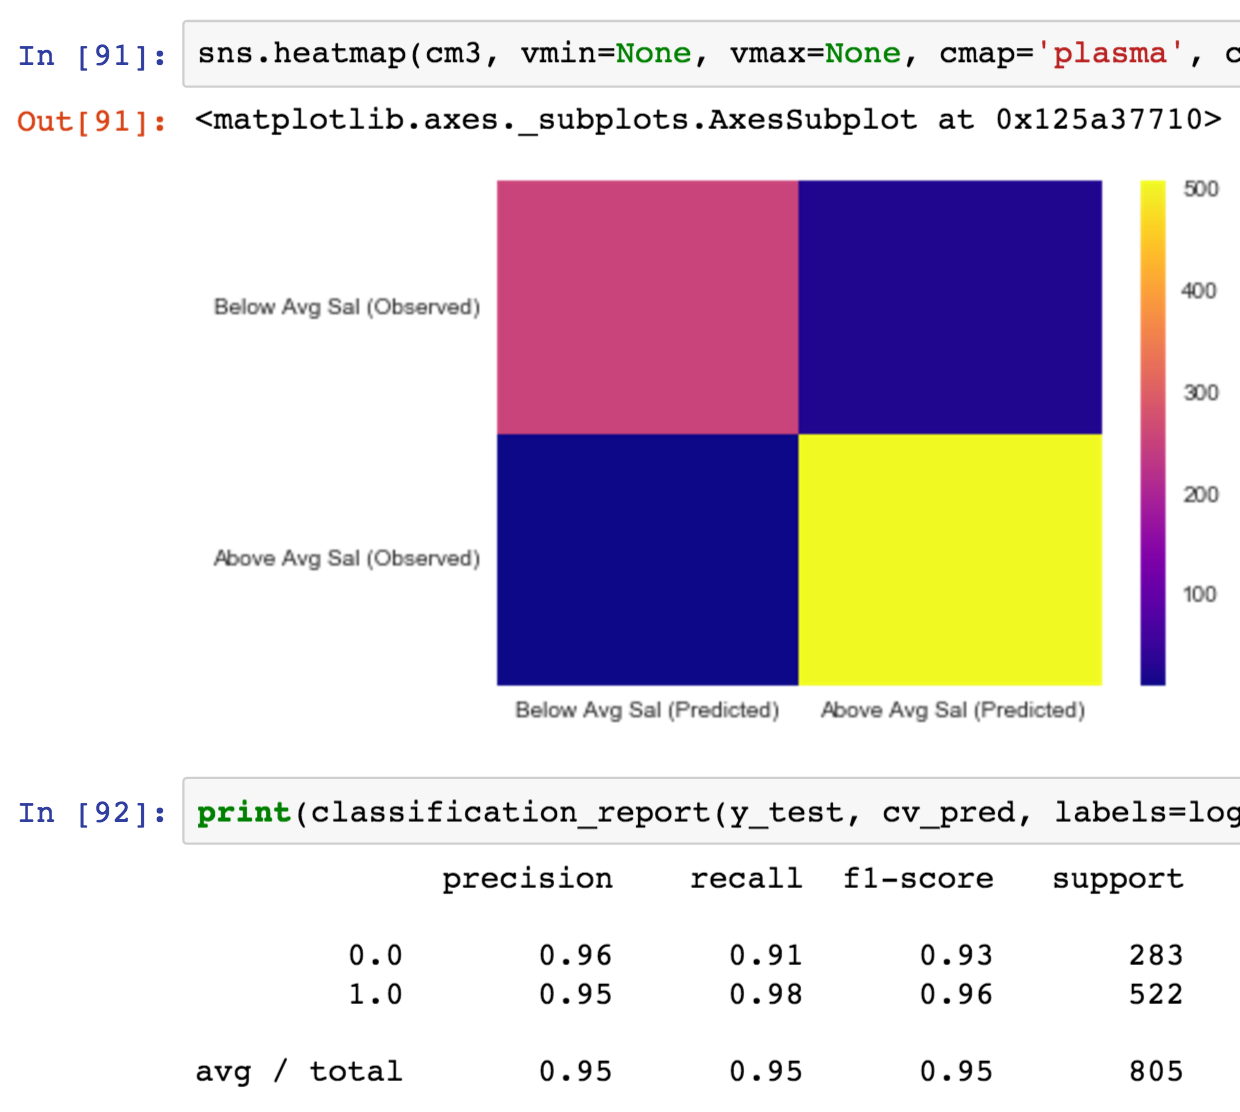 In [91]: sns.heatmap(cm3, vmin=None, vmax=None, cmap='plasma', c
Out[91]: <matplotlib.axes._subplots.AxesSubplot at 0x125a37710>
500
Below Avg Sal (Observed)
400
300
200
Above Avg Sal (Observed)
100
Below Avg Sal (Predicted) Above Avg Sal (Predicted)
In [92]: print(classification_report(y_test, cv_pred, labels=log
precision recall f1-score support
0.0 0.96 0.91 0.93 283
1.0 0.95 0.98 0.96 522
avg / total 0.95 0.95 0.95 805